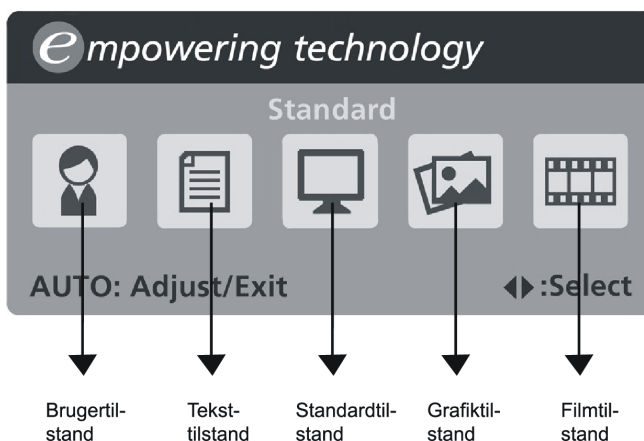 empowering technology
Standard
AUTO: Adjust/Exit ◀▶:Select
Brugertil-
stand
Tekst-
tilstand
Standardtil-
stand
Grafiktil-
stand
Filmtil-
stand